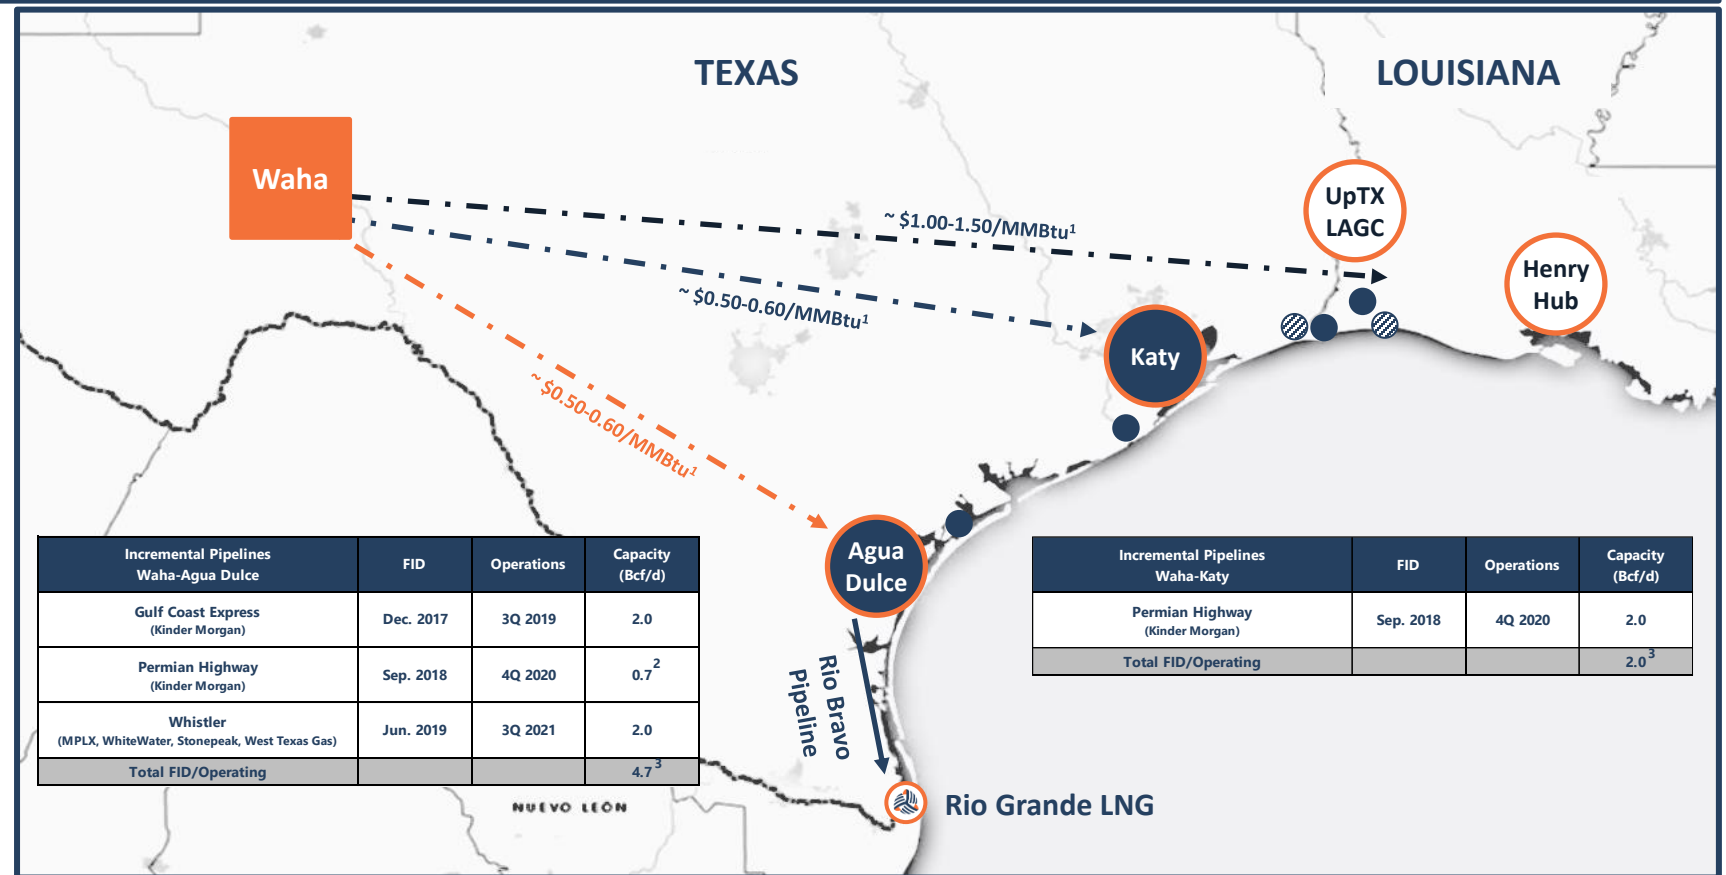 TEXAS
LOUISIANA
Waha
UpTX
LAGC
Henry
Hub
~ $1.00-1.50/MMBtu¹
~ $0.50-0.60/MMBtu¹
Katy
~ $0.50-0.60/MMBtu¹
Agua
Dulce
Rio Bravo
Pipeline
Rio Grande LNG
NUEVO LEÓN
Incremental Pipelines
Waha-Agua Dulce
FID
Operations
Capacity
(Bcf/d)
Gulf Coast Express
(Kinder Morgan)
Dec. 2017
3Q 2019
2.0
Permian Highway
(Kinder Morgan)
Sep. 2018
4Q 2020
0.7²
Whistler
(MPLX, WhiteWater, Stonepeak, West Texas Gas)
Jun. 2019
3Q 2021
2.0
Total FID/Operating
4.7³
Incremental Pipelines
Waha-Katy
FID
Operations
Capacity
(Bcf/d)
Permian Highway
(Kinder Morgan)
Sep. 2018
4Q 2020
2.0
Total FID/Operating
2.0³